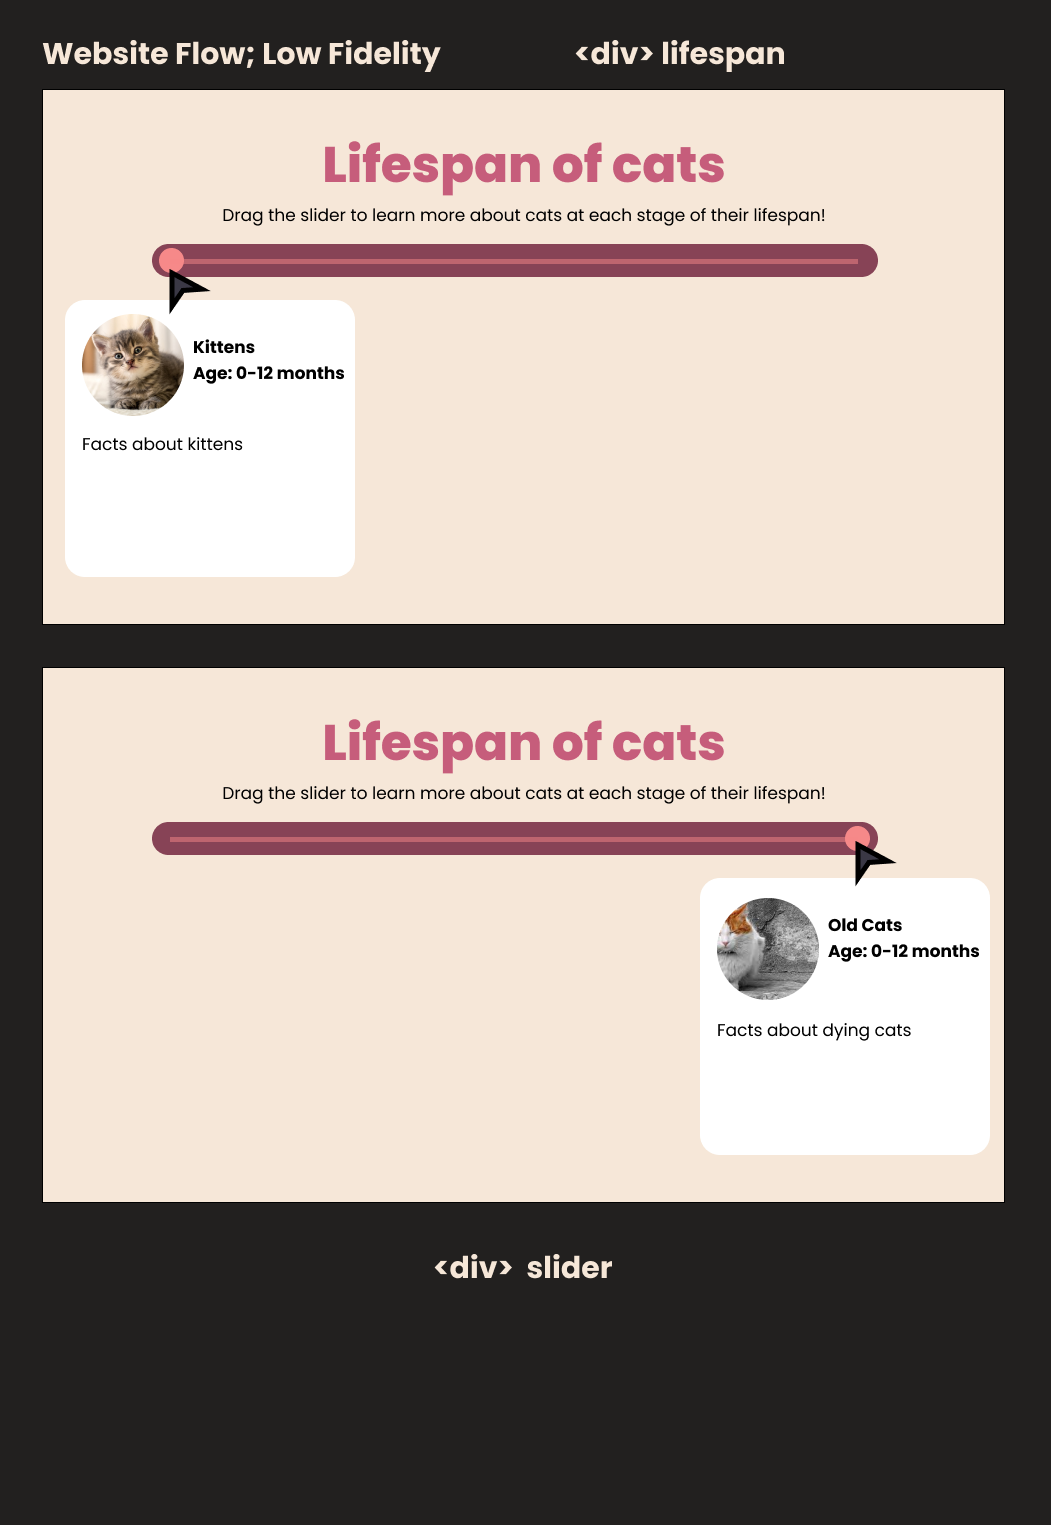 Website Flow; Low Fidelity
<div> lifespan
Lifespan of cats
Drag the slider to learn more about cats at each stage of their lifespan!
Kittens
Age: 0-12 months
Facts about kittens
Lifespan of cats
Drag the slider to learn more about cats at each stage of their lifespan!
Old Cats
Age: 0-12 months
Facts about dying cats
<div> slider